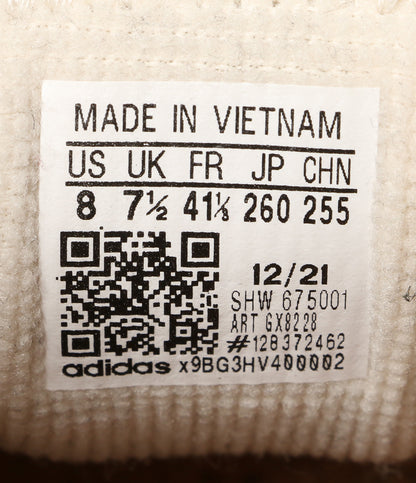 MADE IN VIETNAM
US UK FR JP CHN
8 7½ 41⅓ 260 255
12/21
SHW 675001
ART GX8228
#128372462
adidas x9BG3HV400002